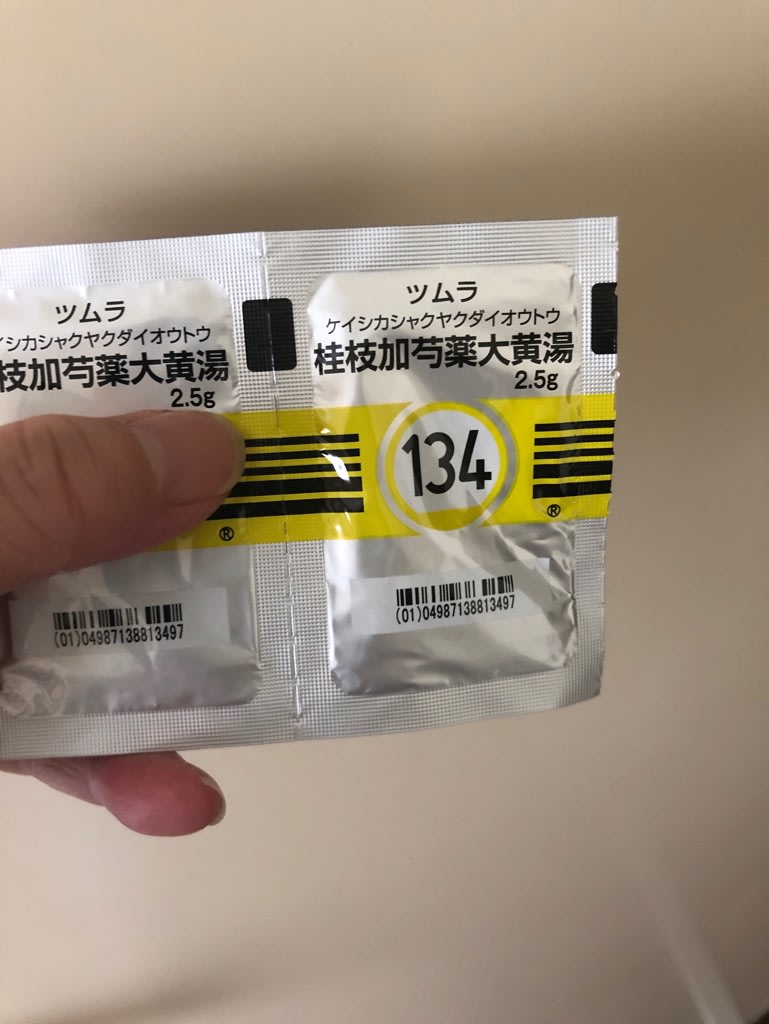 ツムラ
イシカシャクヤクダイオウトウ
枝加芍薬大黄湯
2.5g
®
(01)04987138813497
ツムラ
ケイシカシャクヤクダイオウトウ
桂枝加芍薬大黄湯
2.5g
134
®
(01)04987138813497